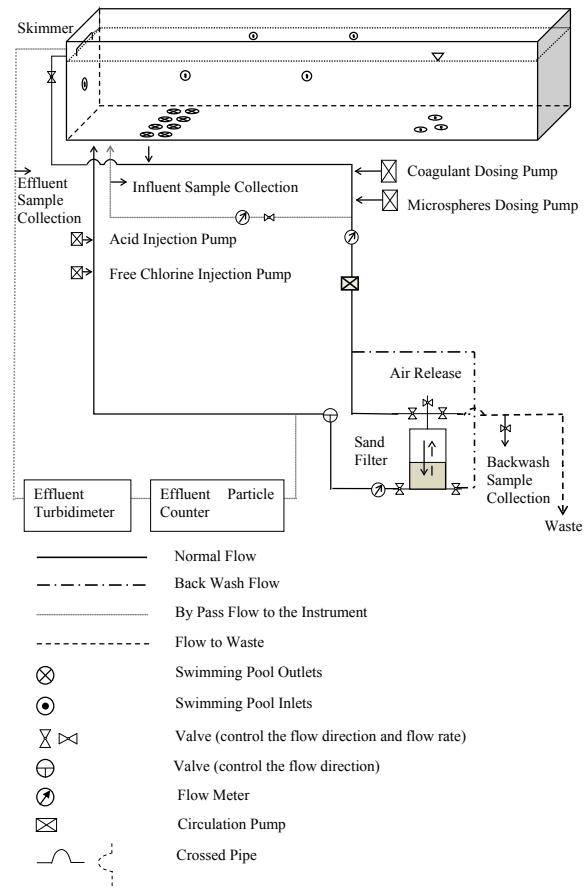 Skimmer
Effluent
Sample
Collection
Influent Sample Collection
Coagulant Dosing Pump
Microspheres Dosing Pump
Acid Injection Pump
Free Chlorine Injection Pump
Air Release
Sand
Filter
Backwash
Sample
Collection
Waste
Effluent
Turbidimeter
Effluent Particle
Counter
Normal Flow
Back Wash Flow
By Pass Flow to the Instrument
Flow to Waste
Swimming Pool Outlets
Swimming Pool Inlets
Valve (control the flow direction and flow rate)
Valve (control the flow direction)
Flow Meter
Circulation Pump
Crossed Pipe